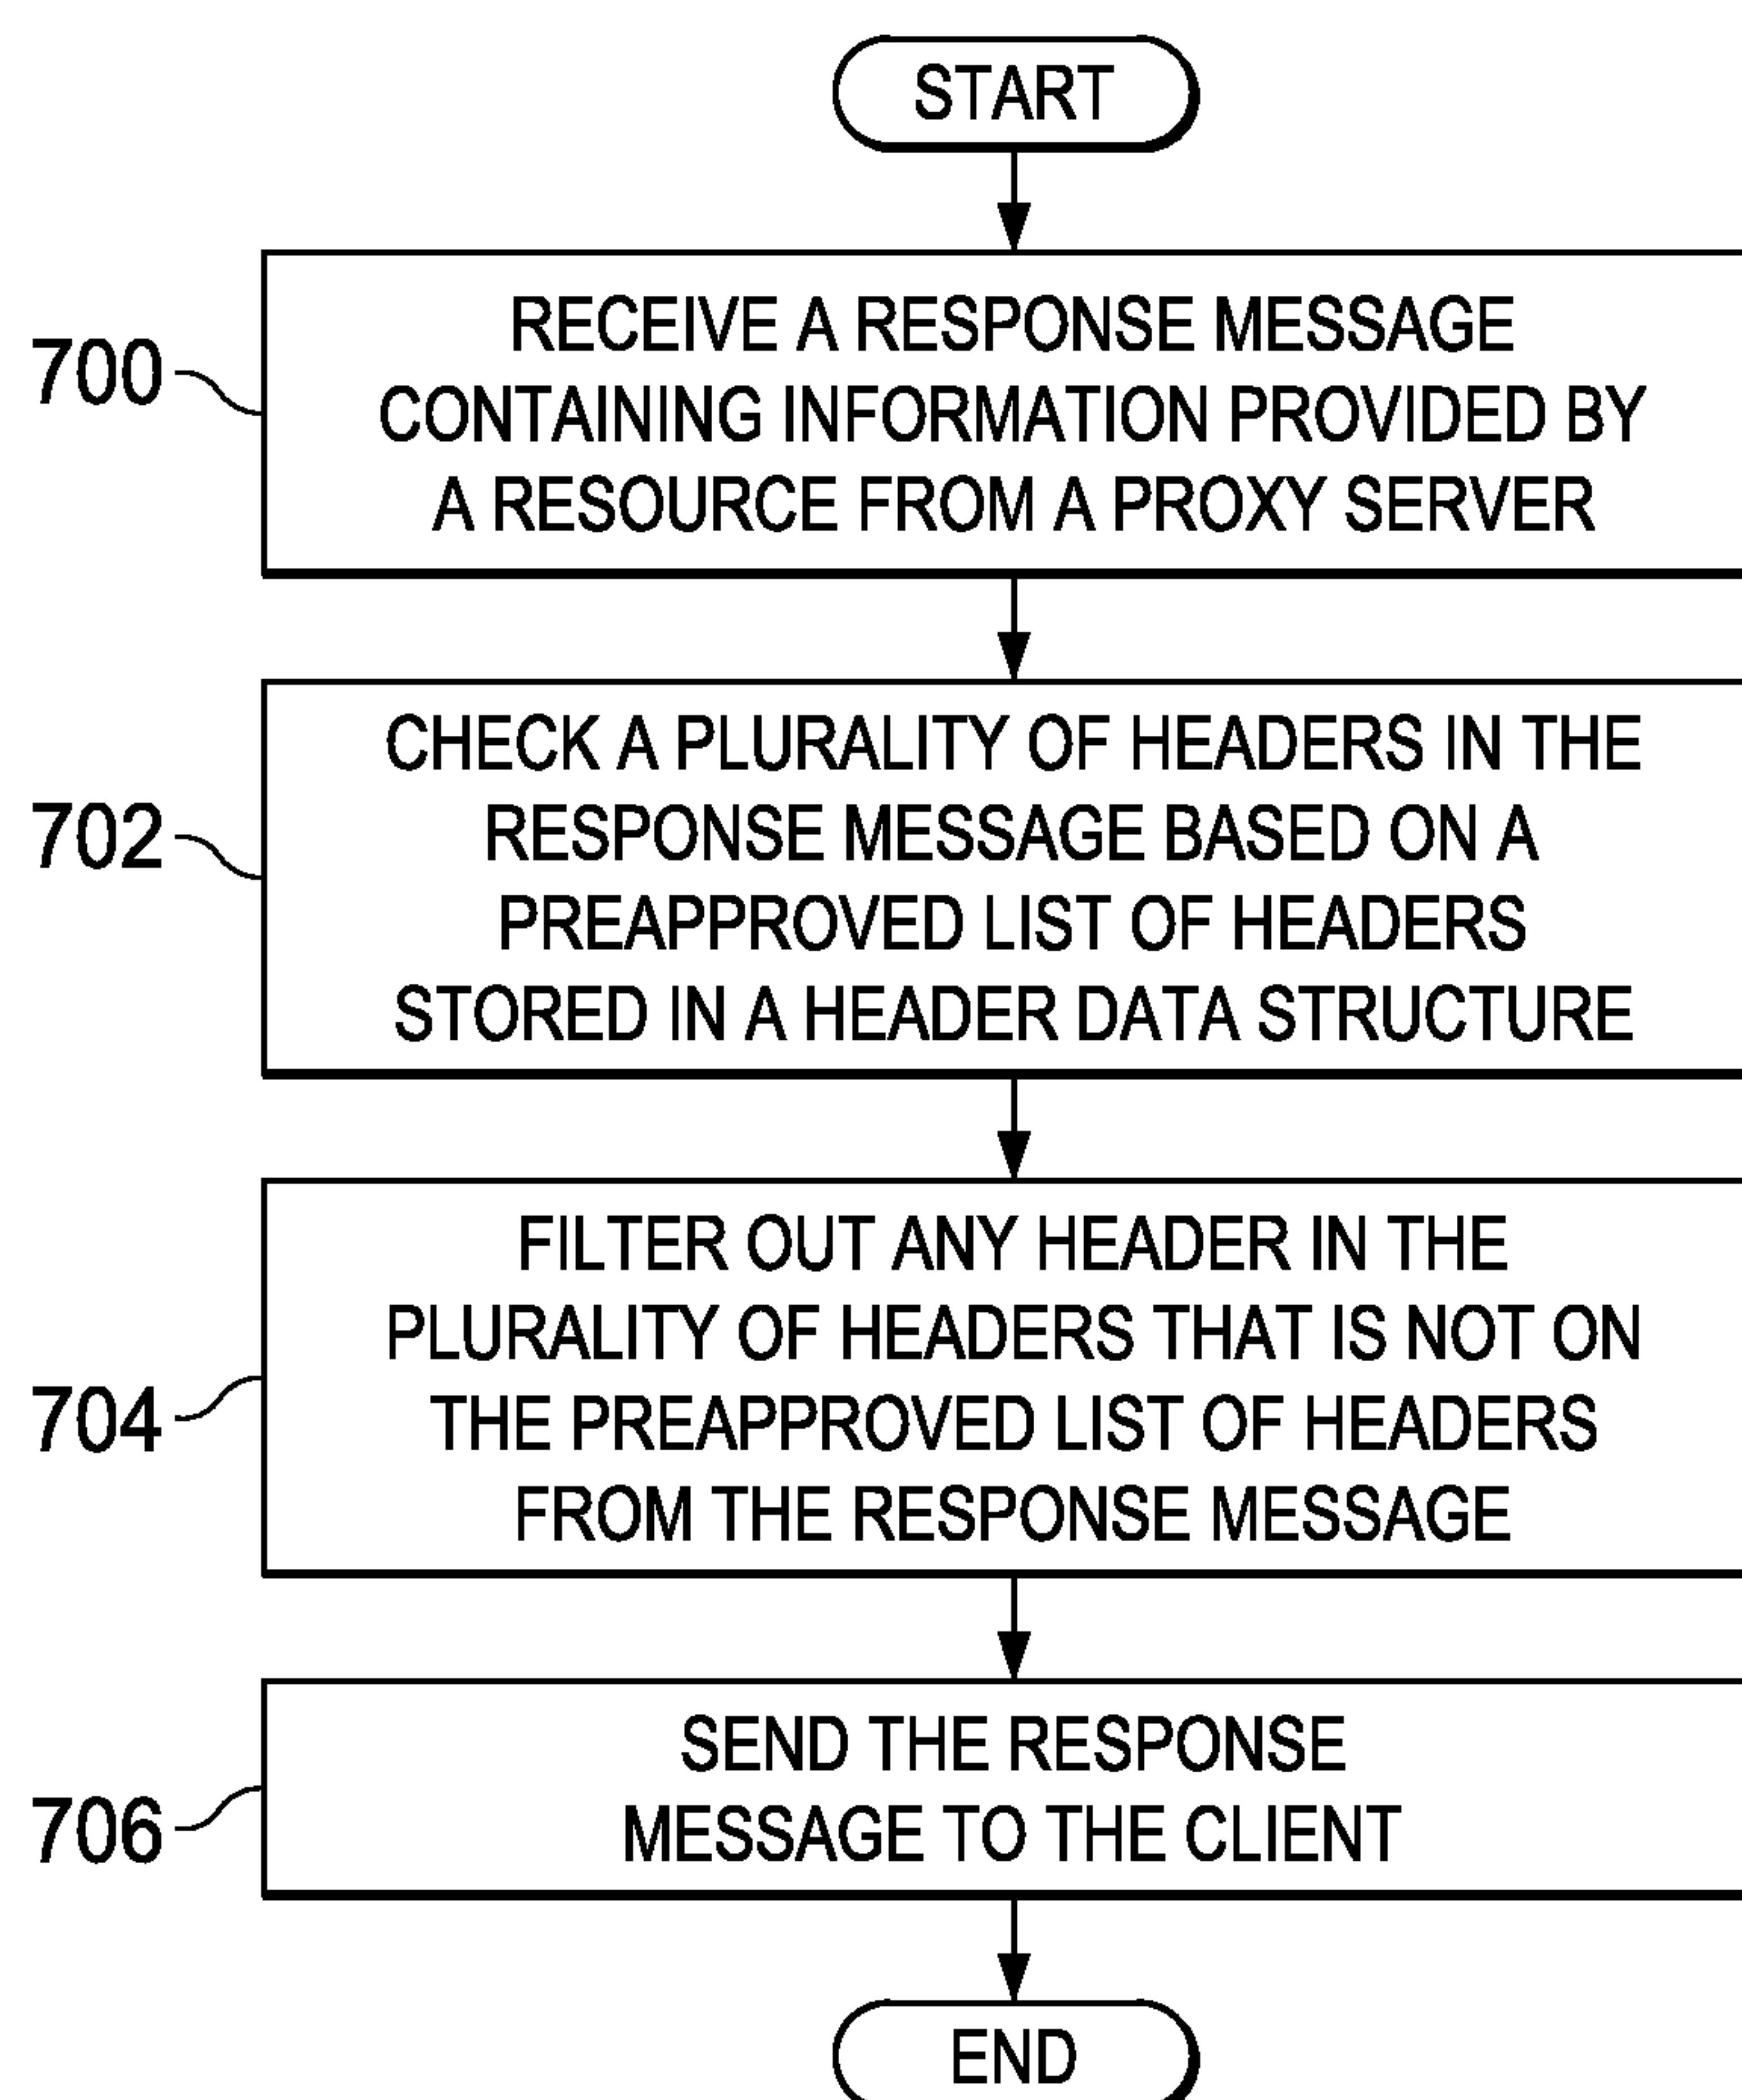 START
700
RECEIVE A RESPONSE MESSAGE
CONTAINING INFORMATION PROVIDED BY
A RESOURCE FROM A PROXY SERVER
702
CHECK A PLURALITY OF HEADERS IN THE
RESPONSE MESSAGE BASED ON A
PREAPPROVED LIST OF HEADERS
STORED IN A HEADER DATA STRUCTURE
704
FILTER OUT ANY HEADER IN THE
PLURALITY OF HEADERS THAT IS NOT ON
THE PREAPPROVED LIST OF HEADERS
FROM THE RESPONSE MESSAGE
706
SEND THE RESPONSE
MESSAGE TO THE CLIENT
END